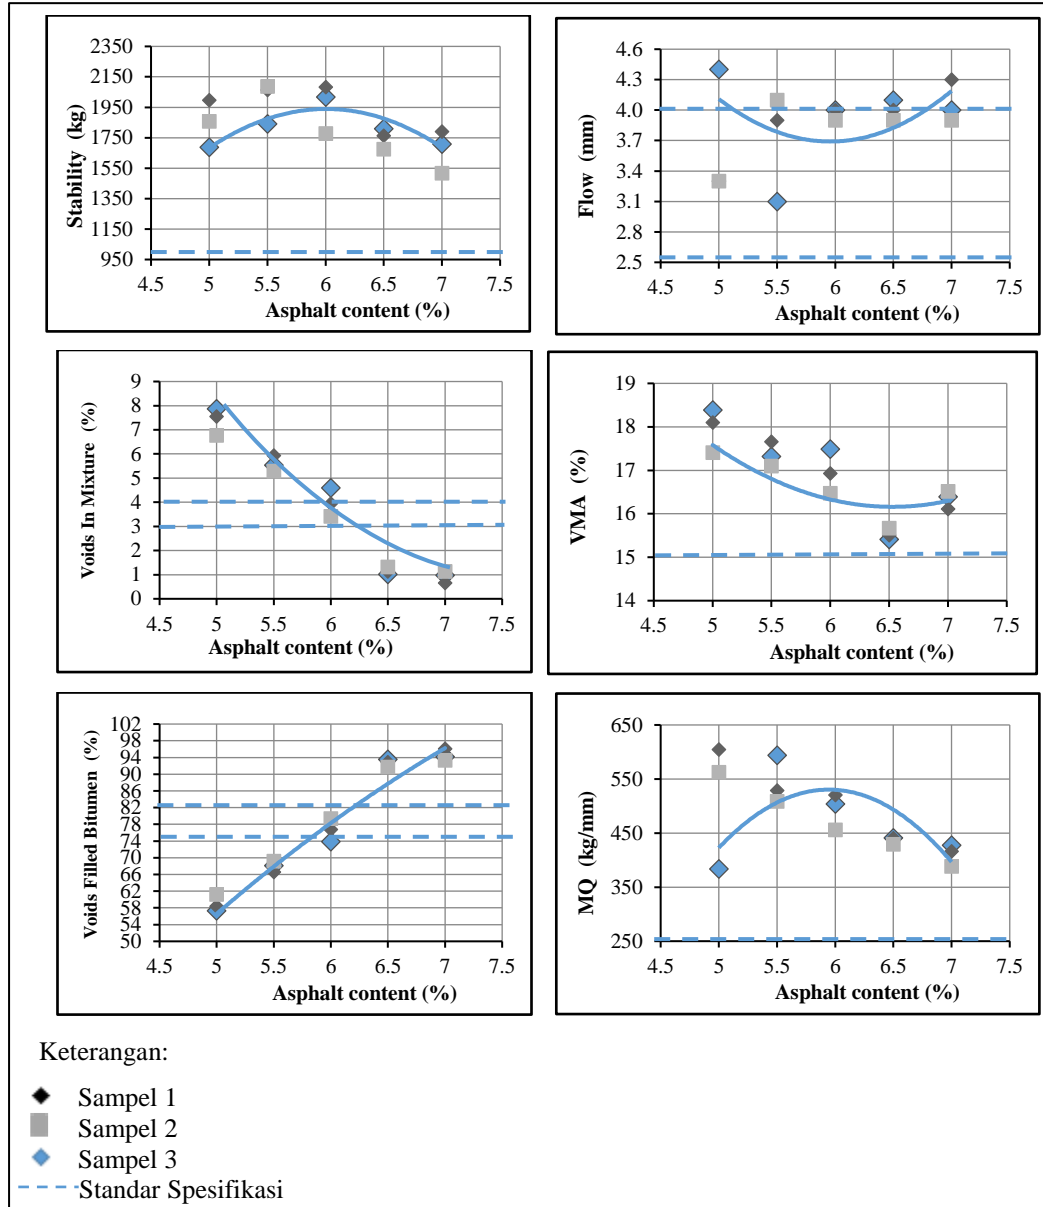 2350
2150
1950
1750
1550
1350
1150
950
4.5 5 5.5 6 6.5 7 7.5
Stability (kg)
Asphalt content (%)
4.6
4.3
4.0
3.7
3.4
3.1
2.8
2.5
4.5 5 5.5 6 6.5 7 7.5
Flow (mm)
Asphalt content (%)
9
8
7
6
5
4
3
2
1
0
4.5 5 5.5 6 6.5 7 7.5
Voids In Mixture (%)
Asphalt content (%)
19
18
17
16
15
14
4.5 5 5.5 6 6.5 7 7.5
VMA (%)
Asphalt content (%)
102
98
94
90
86
82
78
74
70
66
62
58
54
50
4.5 5 5.5 6 6.5 7 7.5
Voids Filled Bitumen (%)
Asphalt content (%)
650
550
450
350
250
4.5 5 5.5 6 6.5 7 7.5
MQ (kg/mm)
Asphalt content (%)
Keterangan:
Sampel 1
Sampel 2
Sampel 3
Standar Spesifikasi